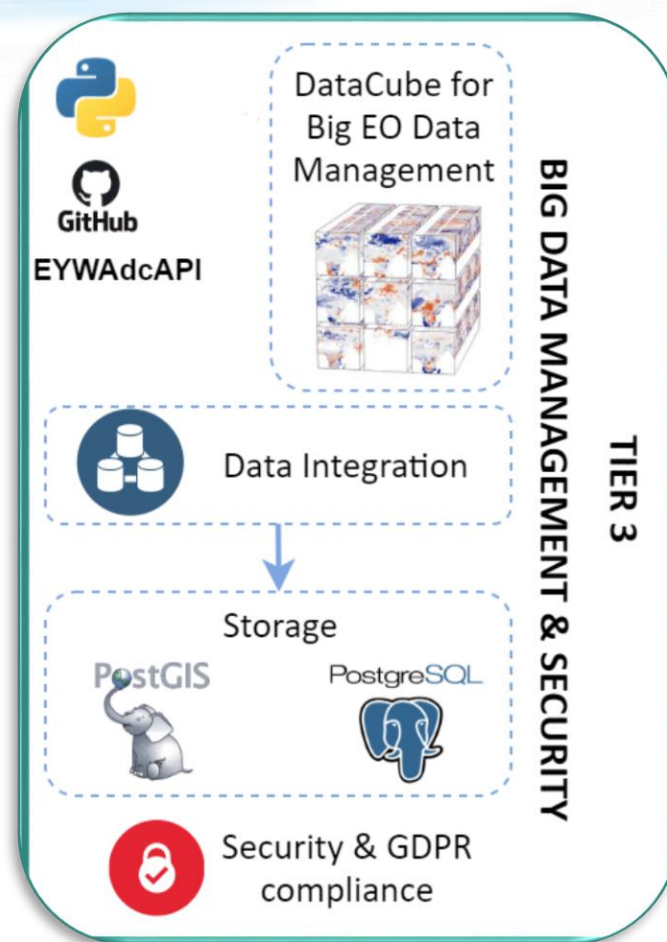 DataCube for
Big EO Data
Management
GitHub
EYWAdcAPI
Data Integration
Storage
PostGIS
PostgreSQL
Security & GDPR
compliance
BIG DATA MANAGEMENT & SECURITY
TIER 3